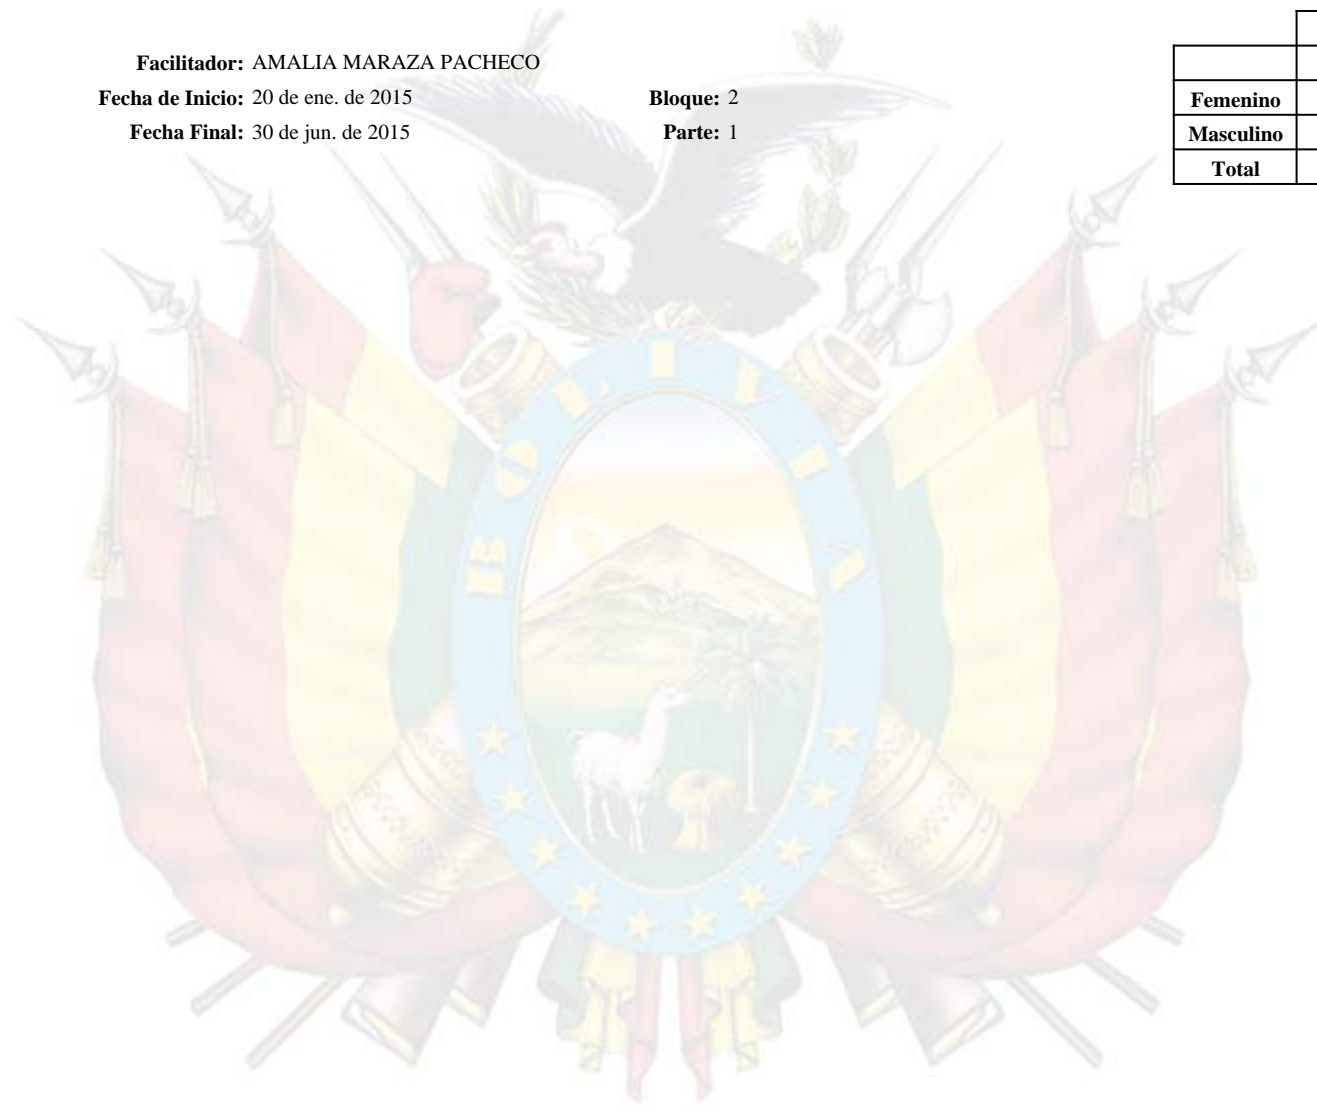 Facilitador: AMALIA MARAZA PACHECO
Fecha de Inicio: 20 de ene. de 2015 Bloque: 2
Fecha Final: 30 de jun. de 2015 Parte: 1
Femenino
Masculino
Total
BOLIVIA